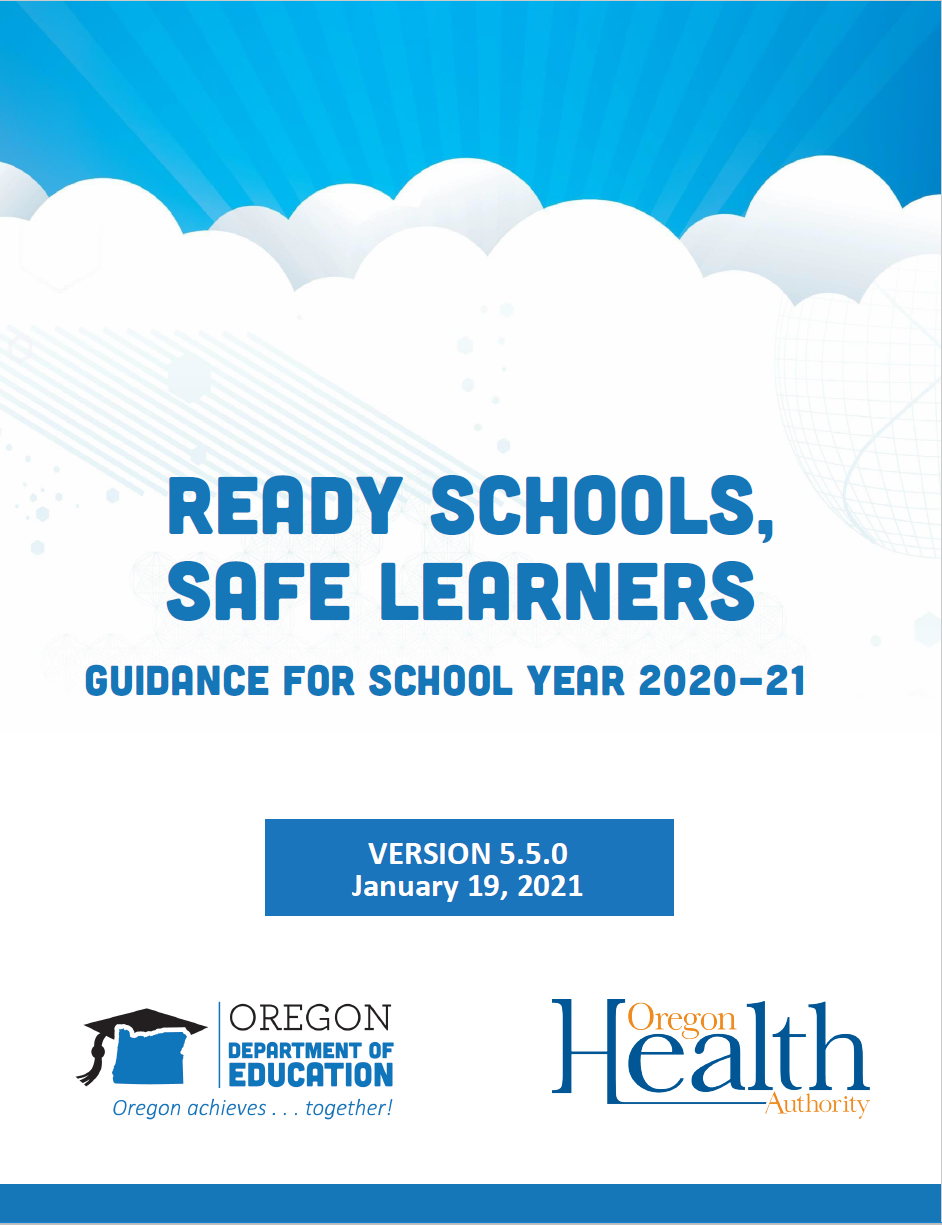 READY SCHOOLS,
SAFE LEARNERS
GUIDANCE FOR SCHOOL YEAR 2020–21
VERSION 5.5.0
January 19, 2021
OREGON
DEPARTMENT OF
EDUCATION
Oregon achieves . . . together!
Oregon
Health
Authority